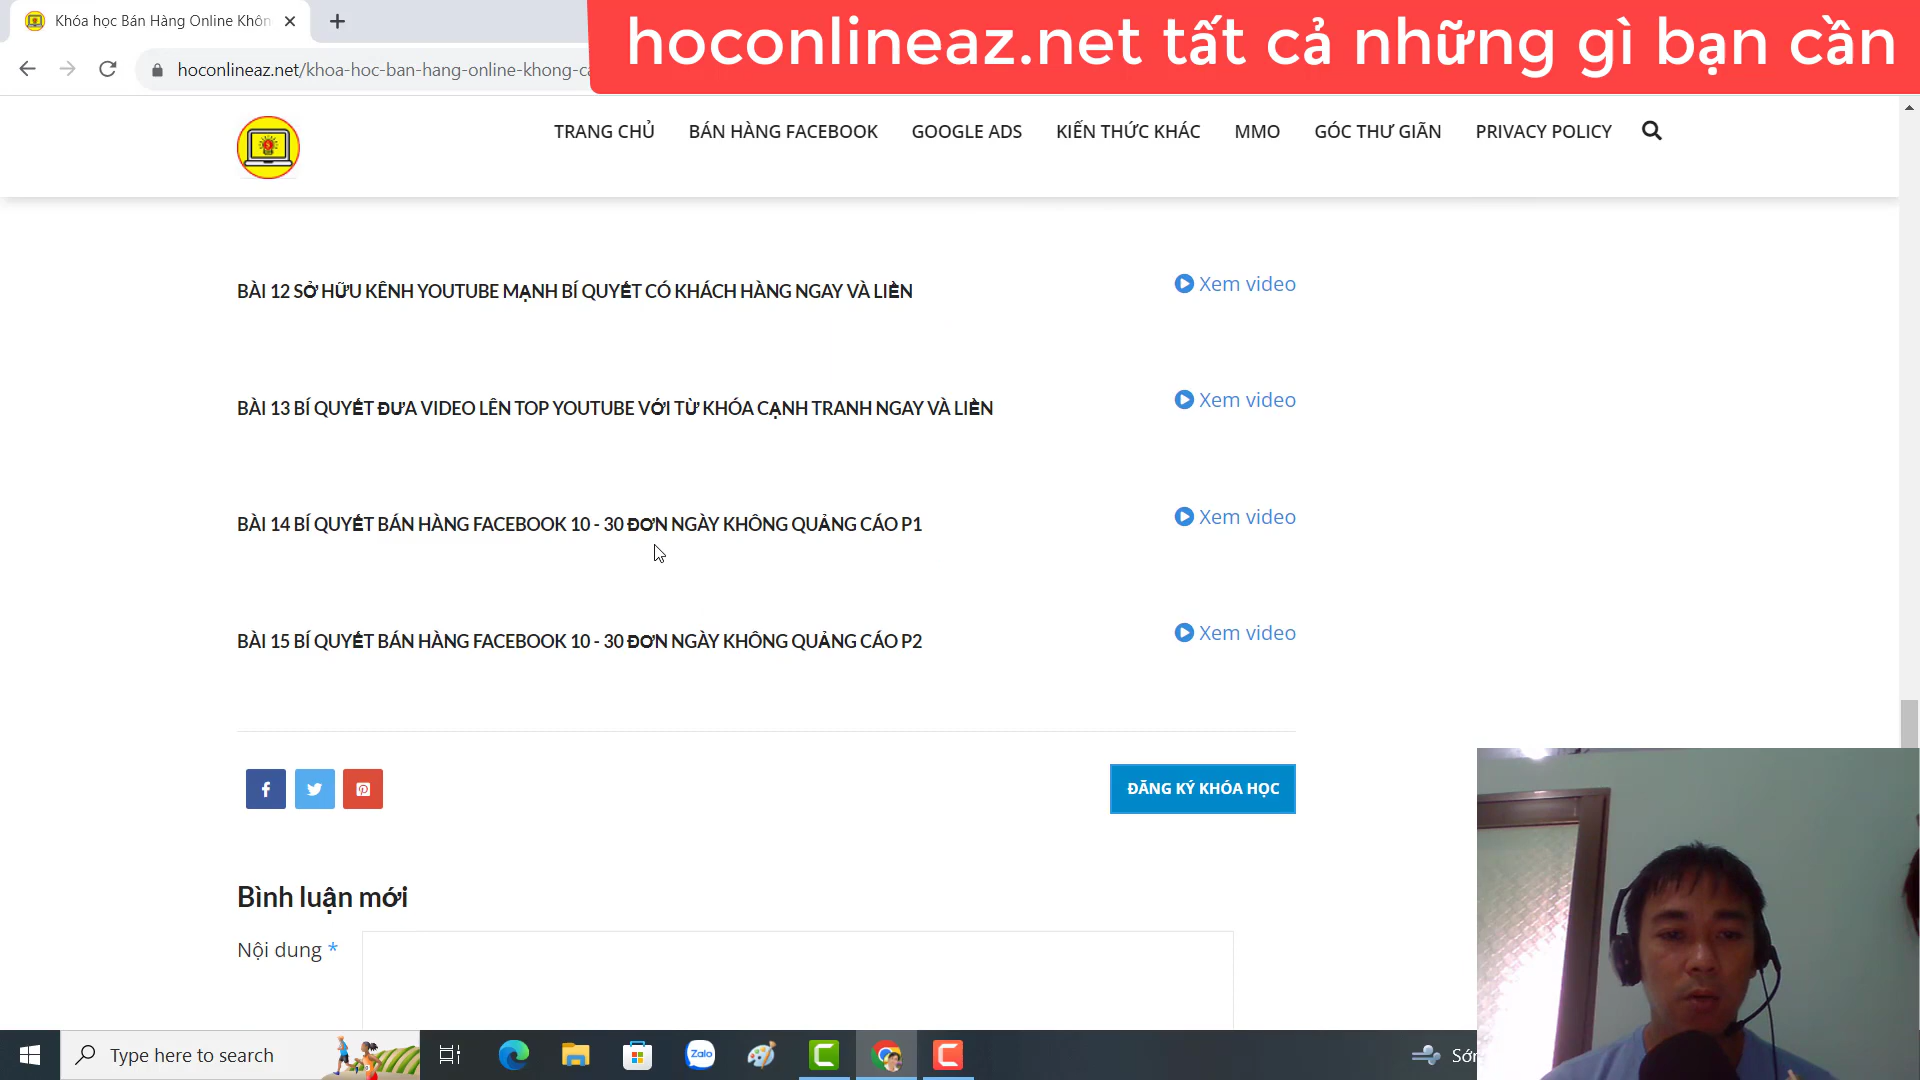 Khóa học Bán Hàng Online Khôn
hoconlineaz.net tất cả những gì bạn cần
hoconlineaz.net/khoa-hoc-ban-hang-online-khong-ca
TRANG CHỦ
BÁN HÀNG FACEBOOK
GOOGLE ADS
KIẾN THỨC KHÁC
MMO
GÓC THƯ GIÃN
PRIVACY POLICY
BÀI 12 SỞ HỮU KÊNH YOUTUBE MẠNH BÍ QUYẾT CÓ KHÁCH HÀNG NGAY VÀ LIỀN
Xem video
BÀI 13 BÍ QUYẾT ĐƯA VIDEO LÊN TOP YOUTUBE VỚI TỪ KHÓA CẠNH TRANH NGAY VÀ LIỀN
Xem video
BÀI 14 BÍ QUYẾT BÁN HÀNG FACEBOOK 10 - 30 ĐƠN NGÀY KHÔNG QUẢNG CÁO P1
Xem video
BÀI 15 BÍ QUYẾT BÁN HÀNG FACEBOOK 10 - 30 ĐƠN NGÀY KHÔNG QUẢNG CÁO P2
Xem video
ĐĂNG KÝ KHÓA HỌC
Bình luận mới
Nội dung *
Type here to search
Zalo